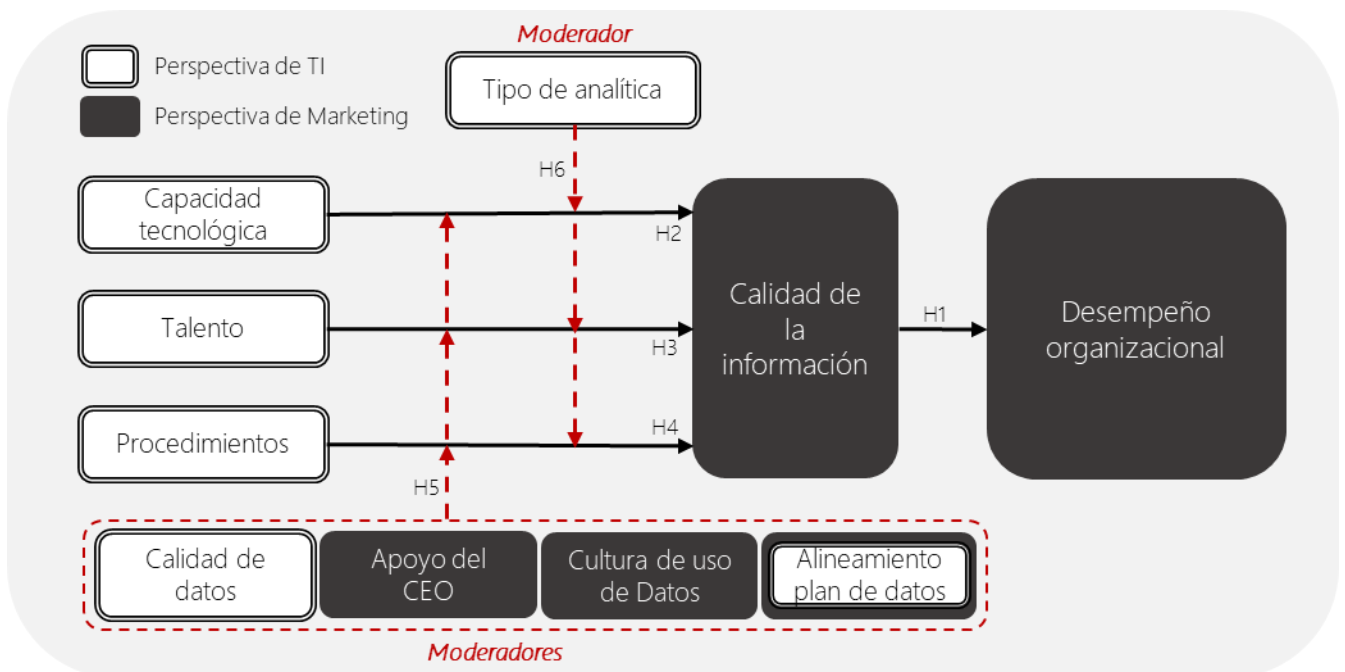 Moderador
Perspectiva de TI
Perspectiva de Marketing
Tipo de analítica
H6
Capacidad
tecnológica
H2
Talento
H3
Procedimientos
H4
H5
Calidad de
la
información
H1
Desempeño
organizacional
Calidad de
datos
Apoyo del
CEO
Cultura de uso
de Datos
Alineamiento
plan de datos
Moderadores